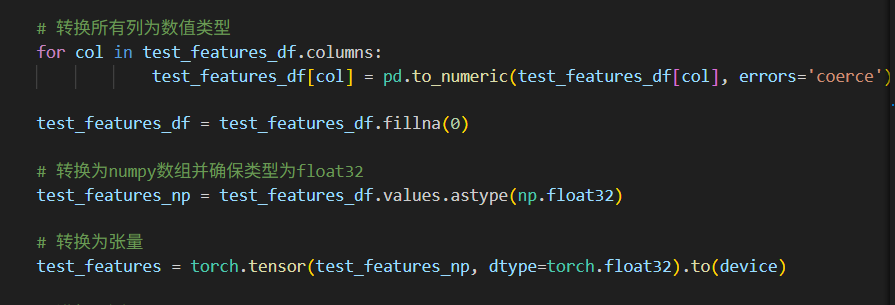 # 转换所有列为数值类型
for col in test_features_df.columns:
test_features_df[col] = pd.to_numeric(test_features_df[col], errors='coerce')
test_features_df = test_features_df.fillna(0)
# 转换为numpy数组并确保类型为float32
test_features_np = test_features_df.values.astype(np.float32)
# 转换为张量
test_features = torch.tensor(test_features_np, dtype=torch.float32).to(device)